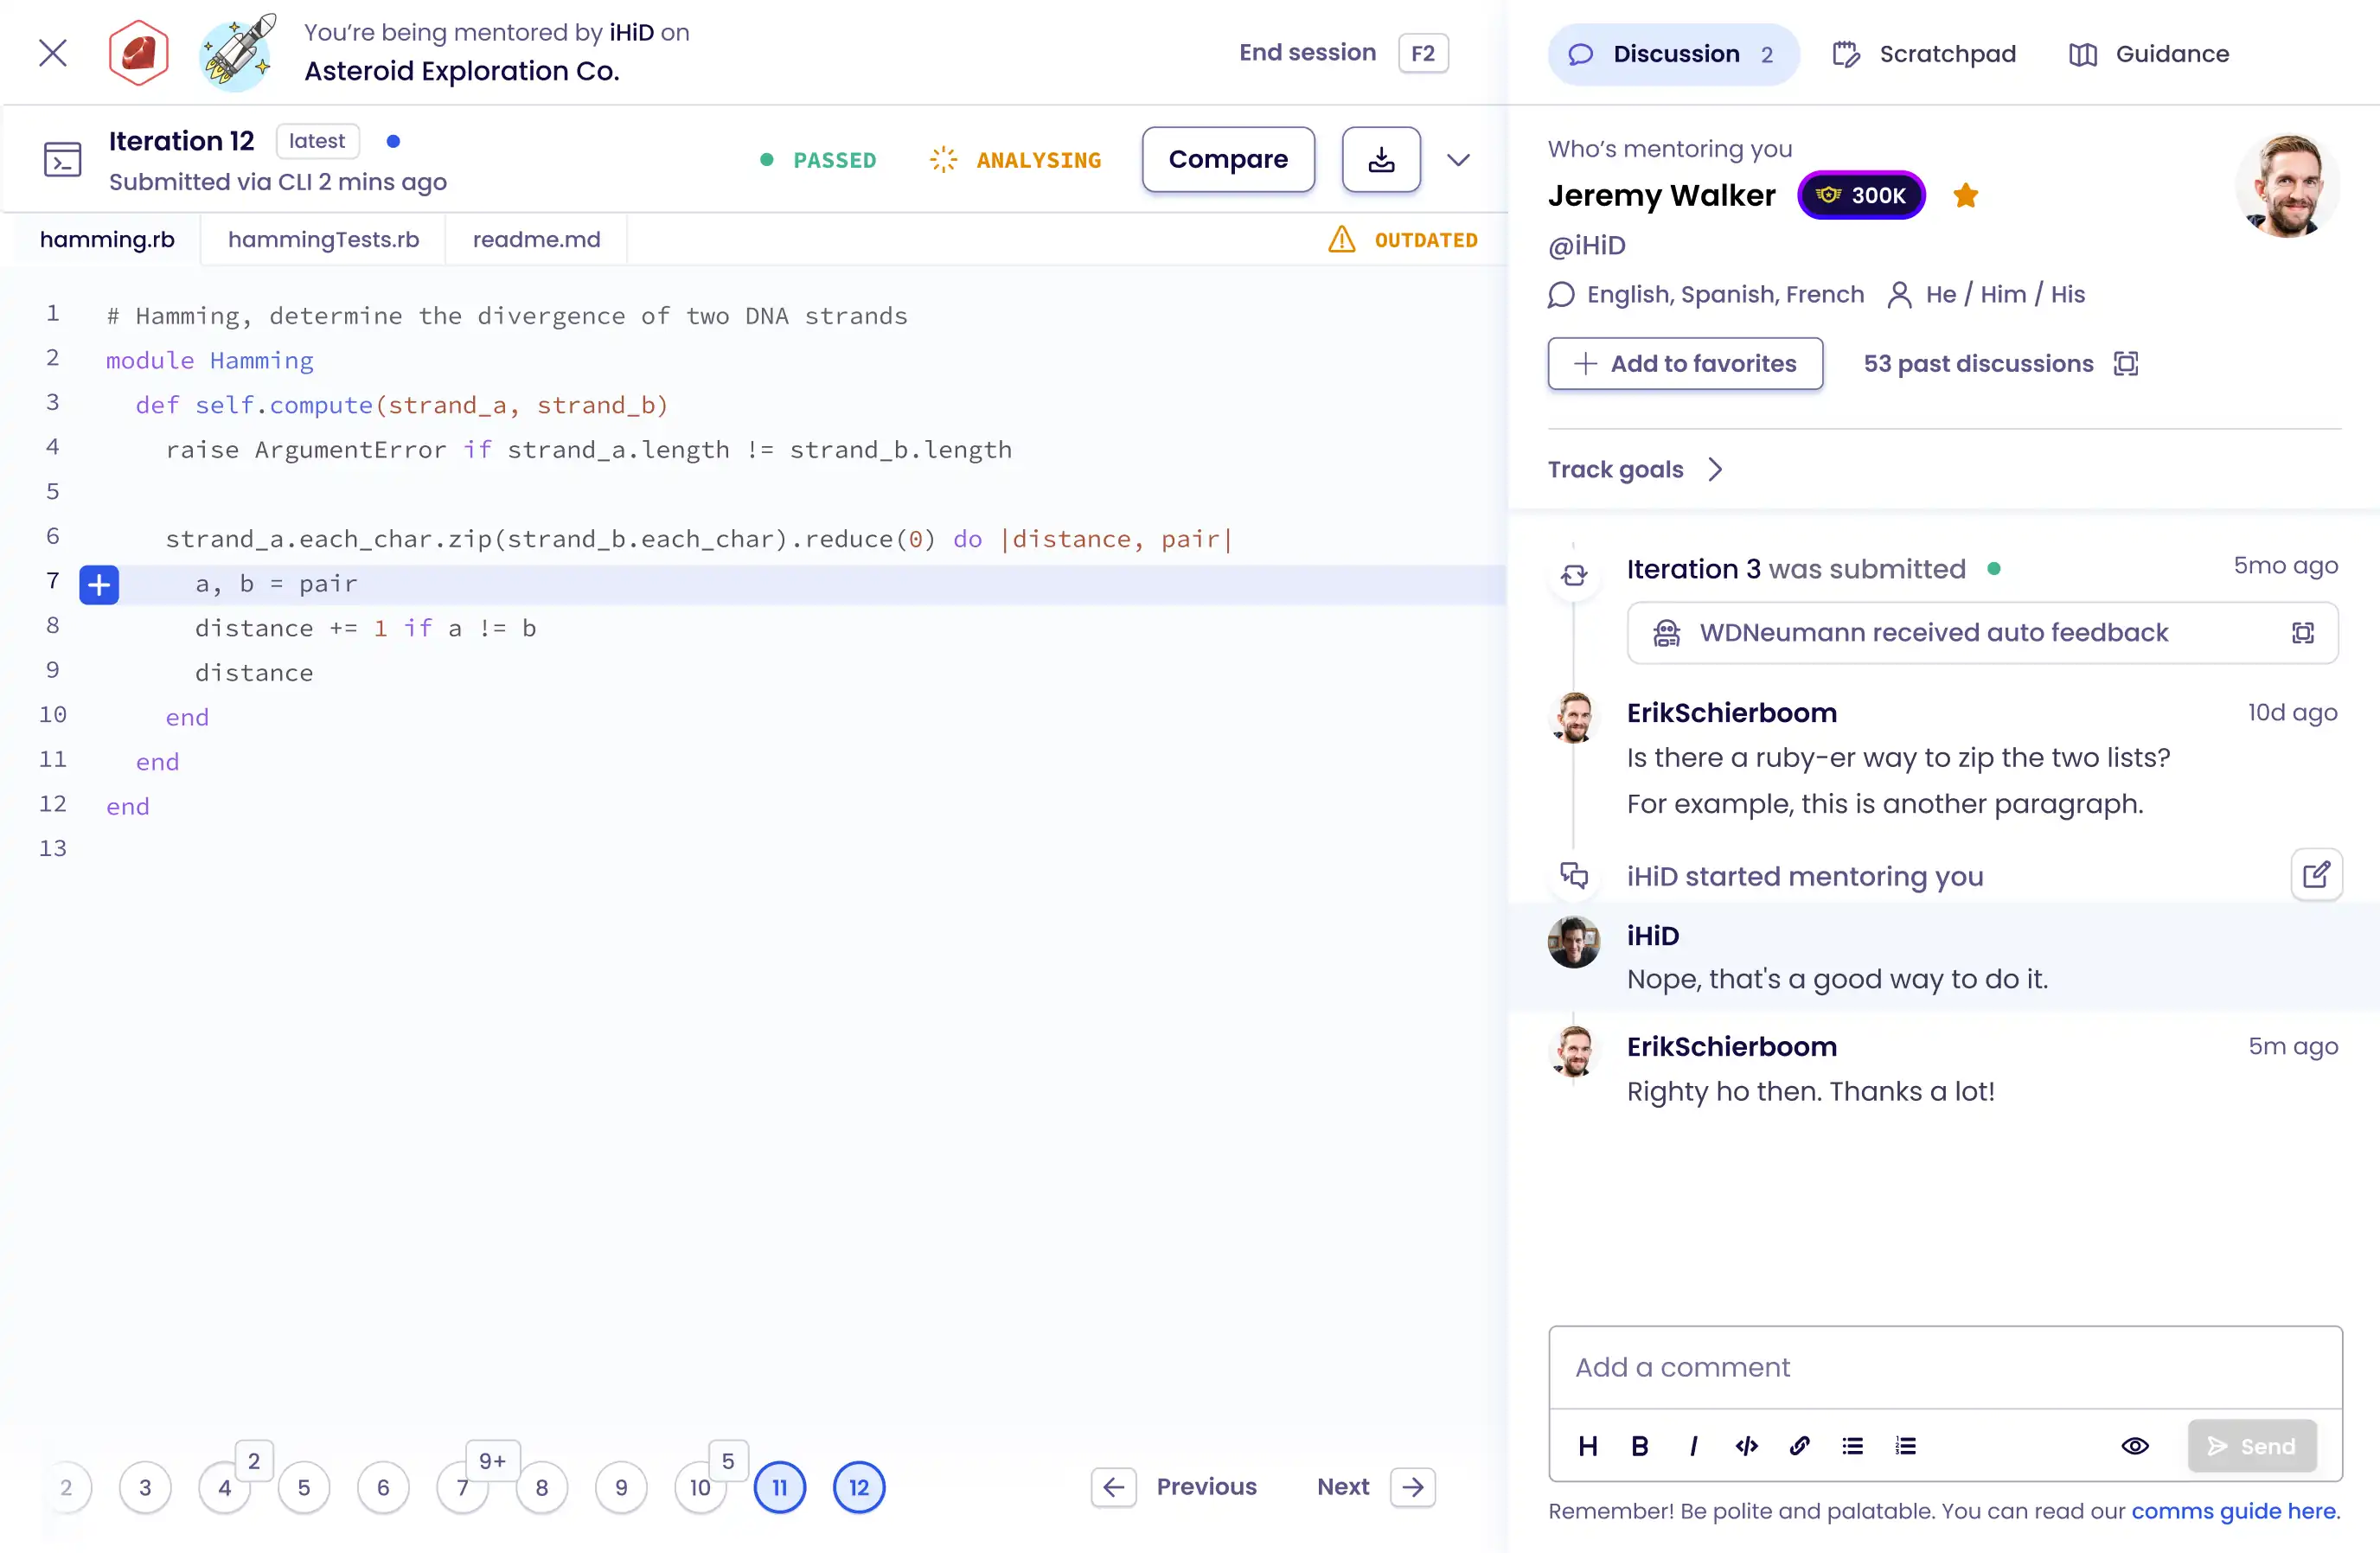 You’re being mentored by iHiD on
Asteroid Exploration Co.
End session F2
Iteration 12 latest
Submitted via CLI 2 mins ago
PASSED
ANALYSING
Compare
hamming.rb
hammingTests.rb
readme.md
OUTDATED
1 # Hamming, determine the divergence of two DNA strands
2 module Hamming
3 def self.compute(strand_a, strand_b)
4 raise ArgumentError if strand_a.length != strand_b.length
5
6 strand_a.each_char.zip(strand_b.each_char).reduce(0) do |distance, pair|
7 a, b = pair
8 distance += 1 if a != b
9 distance
10 end
11 end
12 end
13
2 3 4 2 5 6 7 9+ 8 9 10 5 11 12
Previous
Next
Discussion 2
Scratchpad
Guidance
Who’s mentoring you
Jeremy Walker 300K
@iHiD
English, Spanish, French He / Him / His
Add to favorites
53 past discussions
Track goals
Iteration 3 was submitted 5mo ago
WDNeumann received auto feedback
ErikSchierboom 10d ago
Is there a ruby-er way to zip the two lists?
For example, this is another paragraph.
iHiD started mentoring you
iHiD
Nope, that's a good way to do it.
ErikSchierboom 5m ago
Righty ho then. Thanks a lot!
Add a comment
H B I
Send
Remember! Be polite and palatable. You can read our comms guide here.